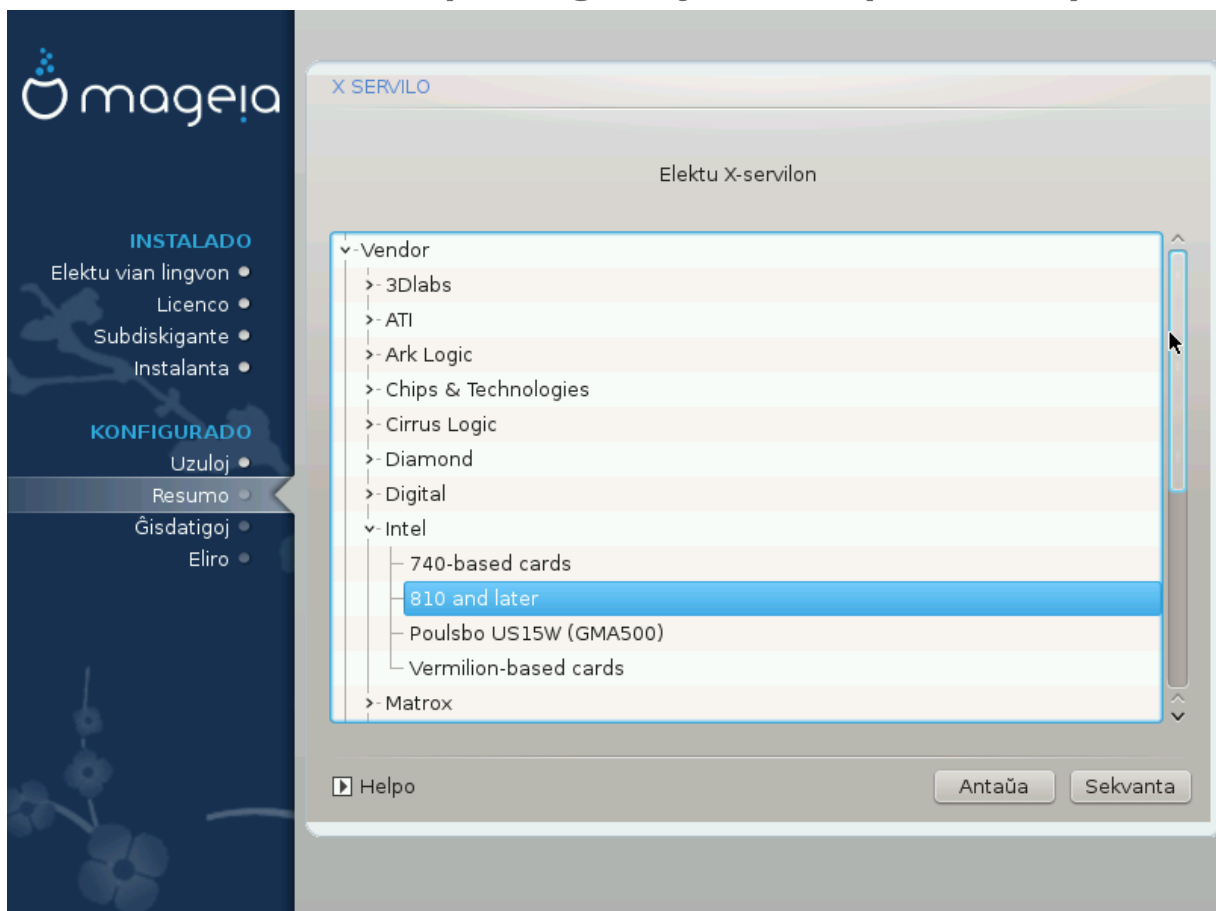 mageia
INSTALADO
Elektu vian lingvon
Licenco
Subdiskigante
Instalanta
KONFIGURADO
Uzuloj
Resumo
Ĝisdatigoj
Eliro
X SERVILO
Elektu X-servilon
Vendor
3Dlabs
ATI
Ark Logic
Chips & Technologies
Cirrus Logic
Diamond
Digital
Intel
740-based cards
810 and later
Poulsbo US15W (GMA500)
Vermilion-based cards
Matrox
Helpo
Antaŭa
Sekvanta